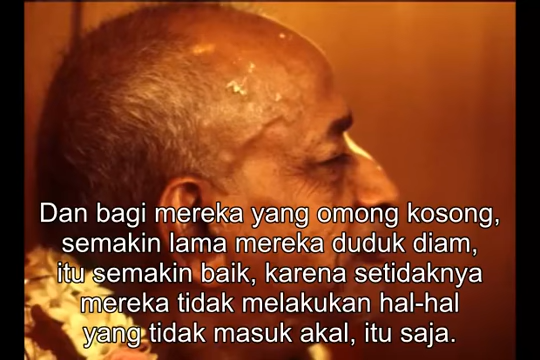 Dan bagi mereka yang omong kosong,
semakin lama mereka duduk diam,
itu semakin baik, karena setidaknya
mereka tidak melakukan hal-hal
yang tidak masuk akal, itu saja.